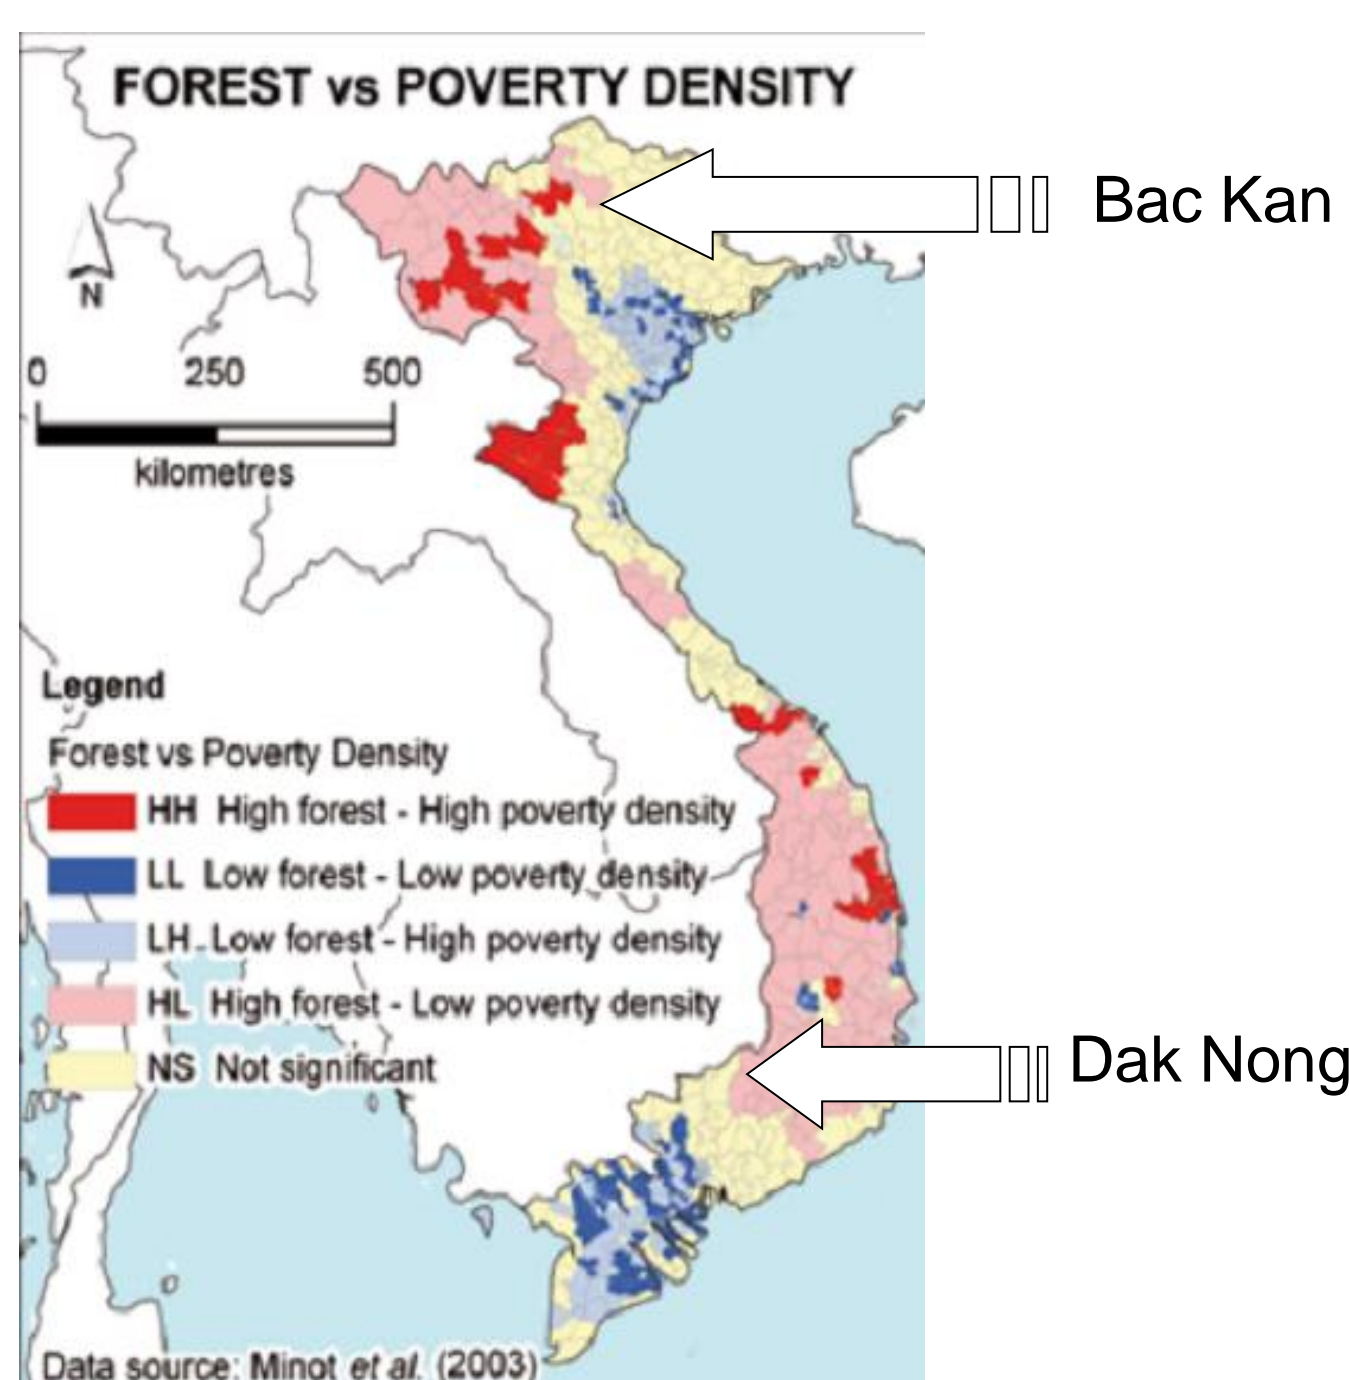 FOREST vs POVERTY DENSITY
Bac Kan
N
0 250 500
kilometres
Legend
Forest vs Poverty Density
HH High forest - High poverty density
LL Low forest - Low poverty density
LH Low forest - High poverty density
HL High forest - Low poverty density
NS Not significant
Dak Nong
Data source: Minot et al. (2003)